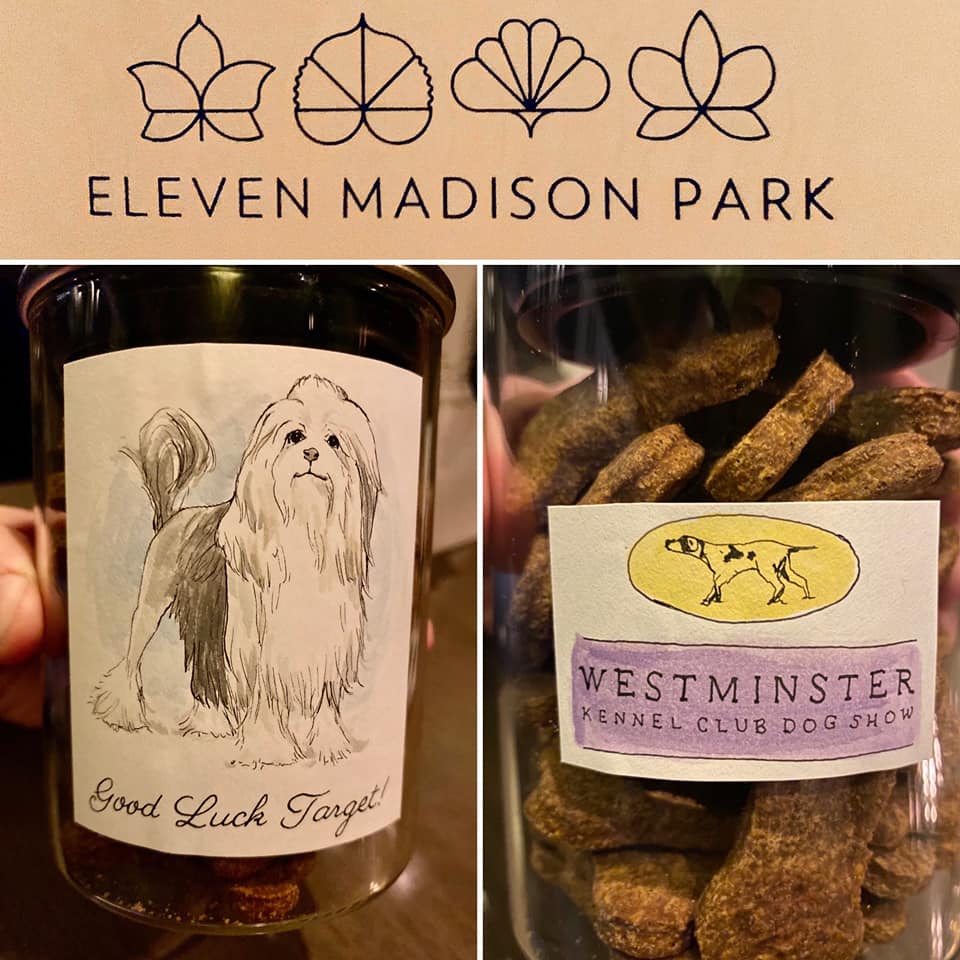 ELEVEN MADISON PARK
Good Luck Target!
WESTMINSTER
KENNEL CLUB DOG SHOW